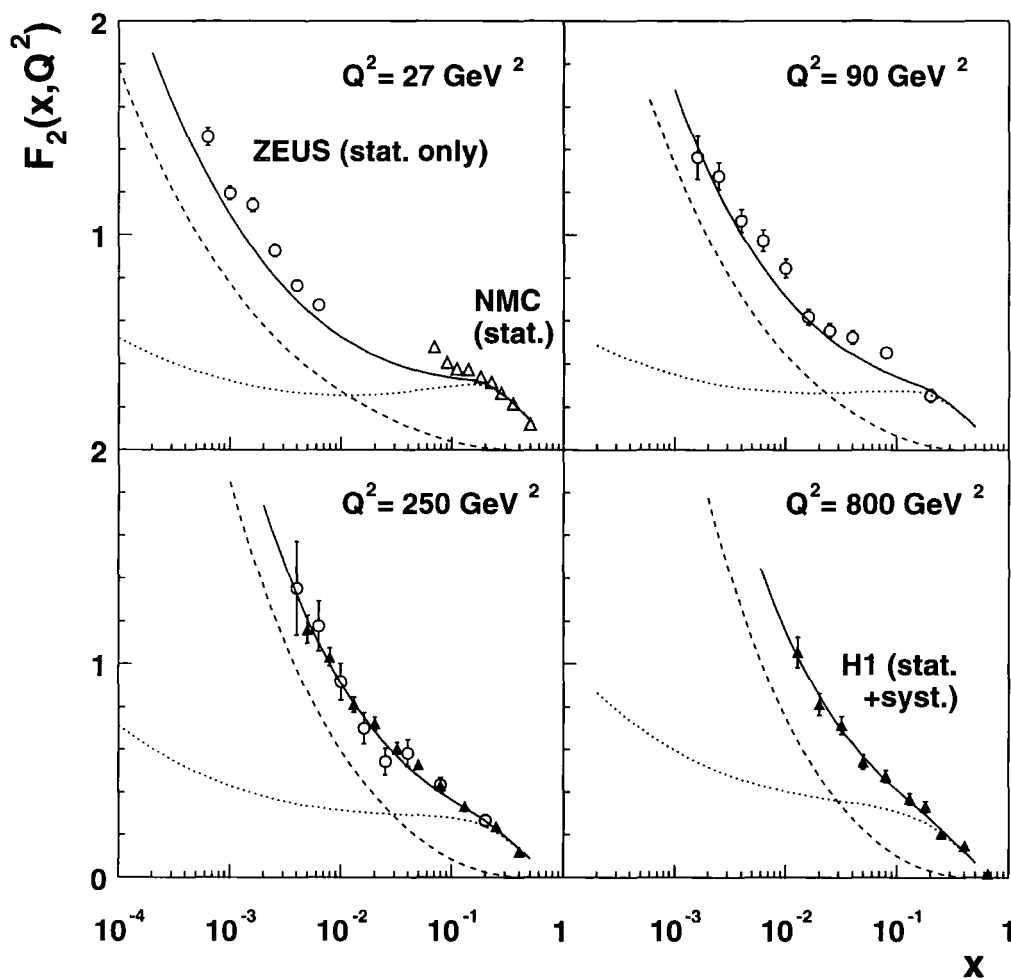 F2(x,Q²)
2
Q² = 27 GeV ²
ZEUS (stat. only)
1
NMC
(stat.)
2
Q² = 90 GeV ²
Q² = 250 GeV ²
1
0
Q² = 800 GeV ²
H1 (stat.
+syst.)
10⁻⁴ 10⁻³ 10⁻² 10⁻¹ 1 10⁻³ 10⁻² 10⁻¹ 1
x